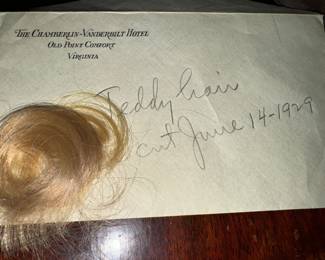 THE CHAMBERLIN-VANDERBILT HOTEL
OLD POINT COMFORT
VIRGINIA
Teddy hair
cut June 14-1929